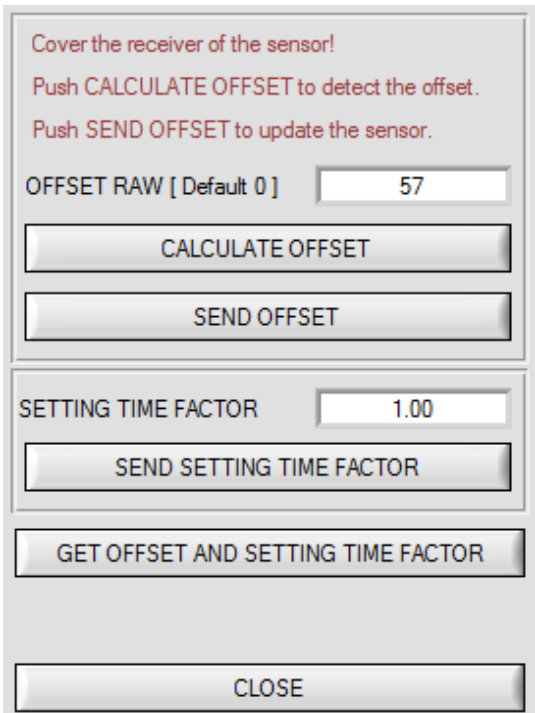 Cover the receiver of the sensor!
Push CALCULATE OFFSET to detect the offset.
Push SEND OFFSET to update the sensor.
OFFSET RAW [ Default 0 ] 57
CALCULATE OFFSET
SEND OFFSET
SETTING TIME FACTOR 1.00
SEND SETTING TIME FACTOR
GET OFFSET AND SETTING TIME FACTOR
CLOSE